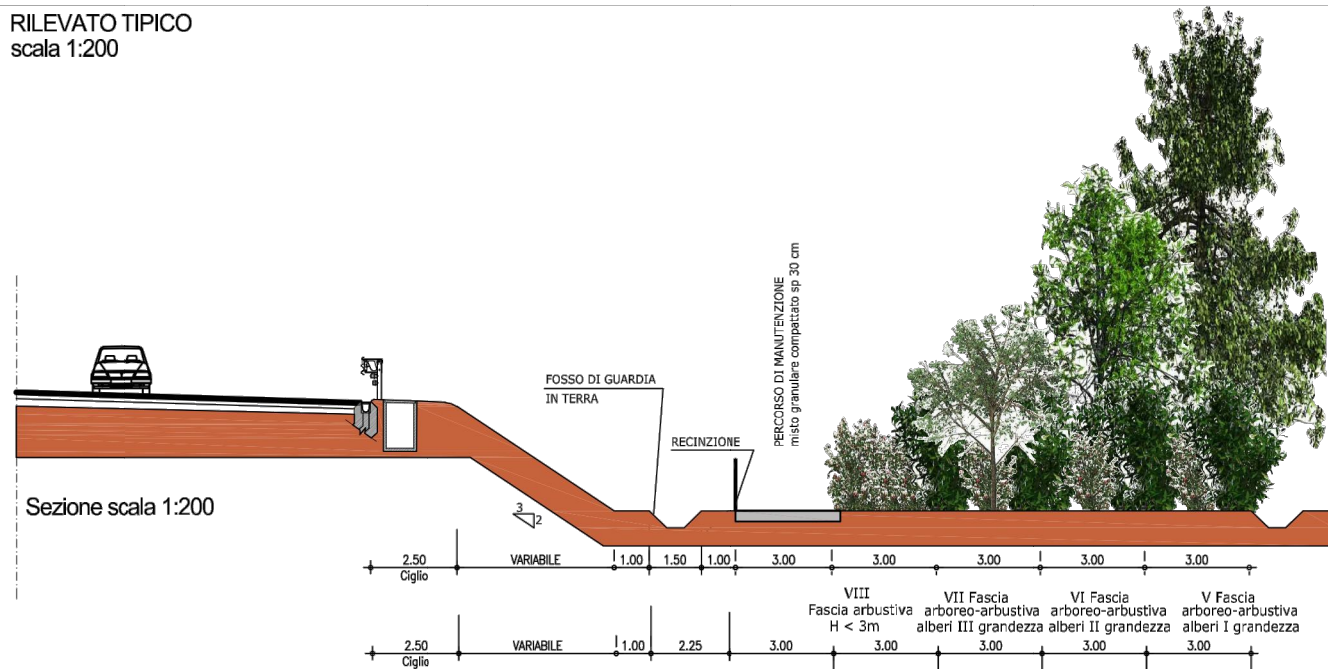 RILEVATO TIPICO
scala 1:200
PERCORSO DI MANUTENZIONE
misto granulare compattato sp 30 cm
FOSSO DI GUARDIA
IN TERRA
RECINZIONE
Sezione scala 1:200
3
2
2.50 VARIABILE 1.00 1.50 1.00 3.00 3.00 3.00 3.00 3.00
Ciglio
VIII
Fascia arbustiva
H < 3m
VII Fascia
arboreo-arbustiva
alberi III grandezza
VI Fascia
arboreo-arbustiva
alberi II grandezza
V Fascia
arboreo-arbustiva
alberi I grandezza
2.50 VARIABILE 1.00 2.25 3.00 3.00 3.00 3.00 3.00
Ciglio